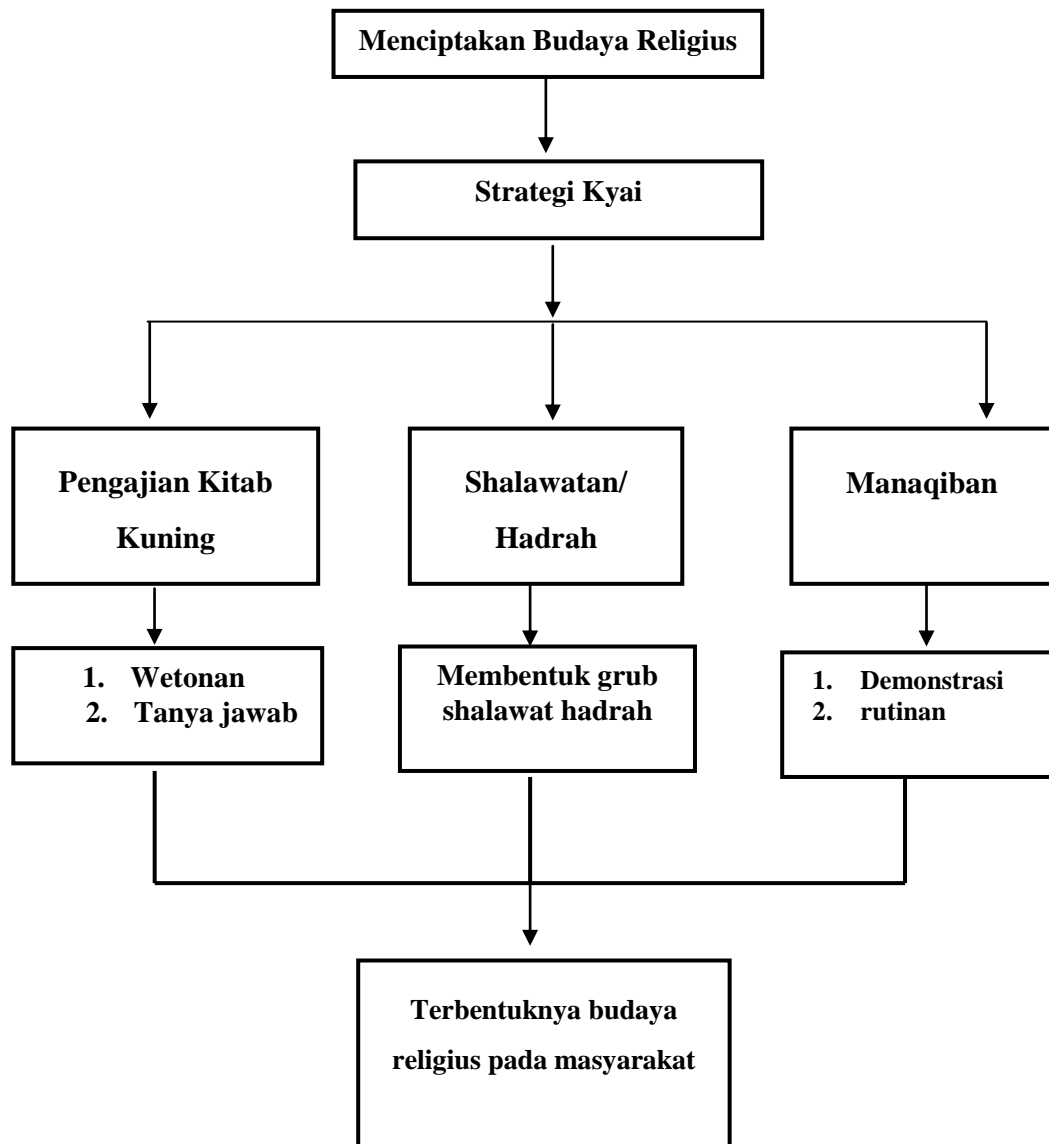 Menciptakan Budaya Religius
Strategi Kyai
Pengajian Kitab
Kuning
Shalawatan/
Hadrah
Manaqiban
1. Wetonan
2. Tanya jawab
Membentuk grub
shalawat hadrah
1. Demonstrasi
2. rutinan
Terbentuknya budaya
religius pada masyarakat